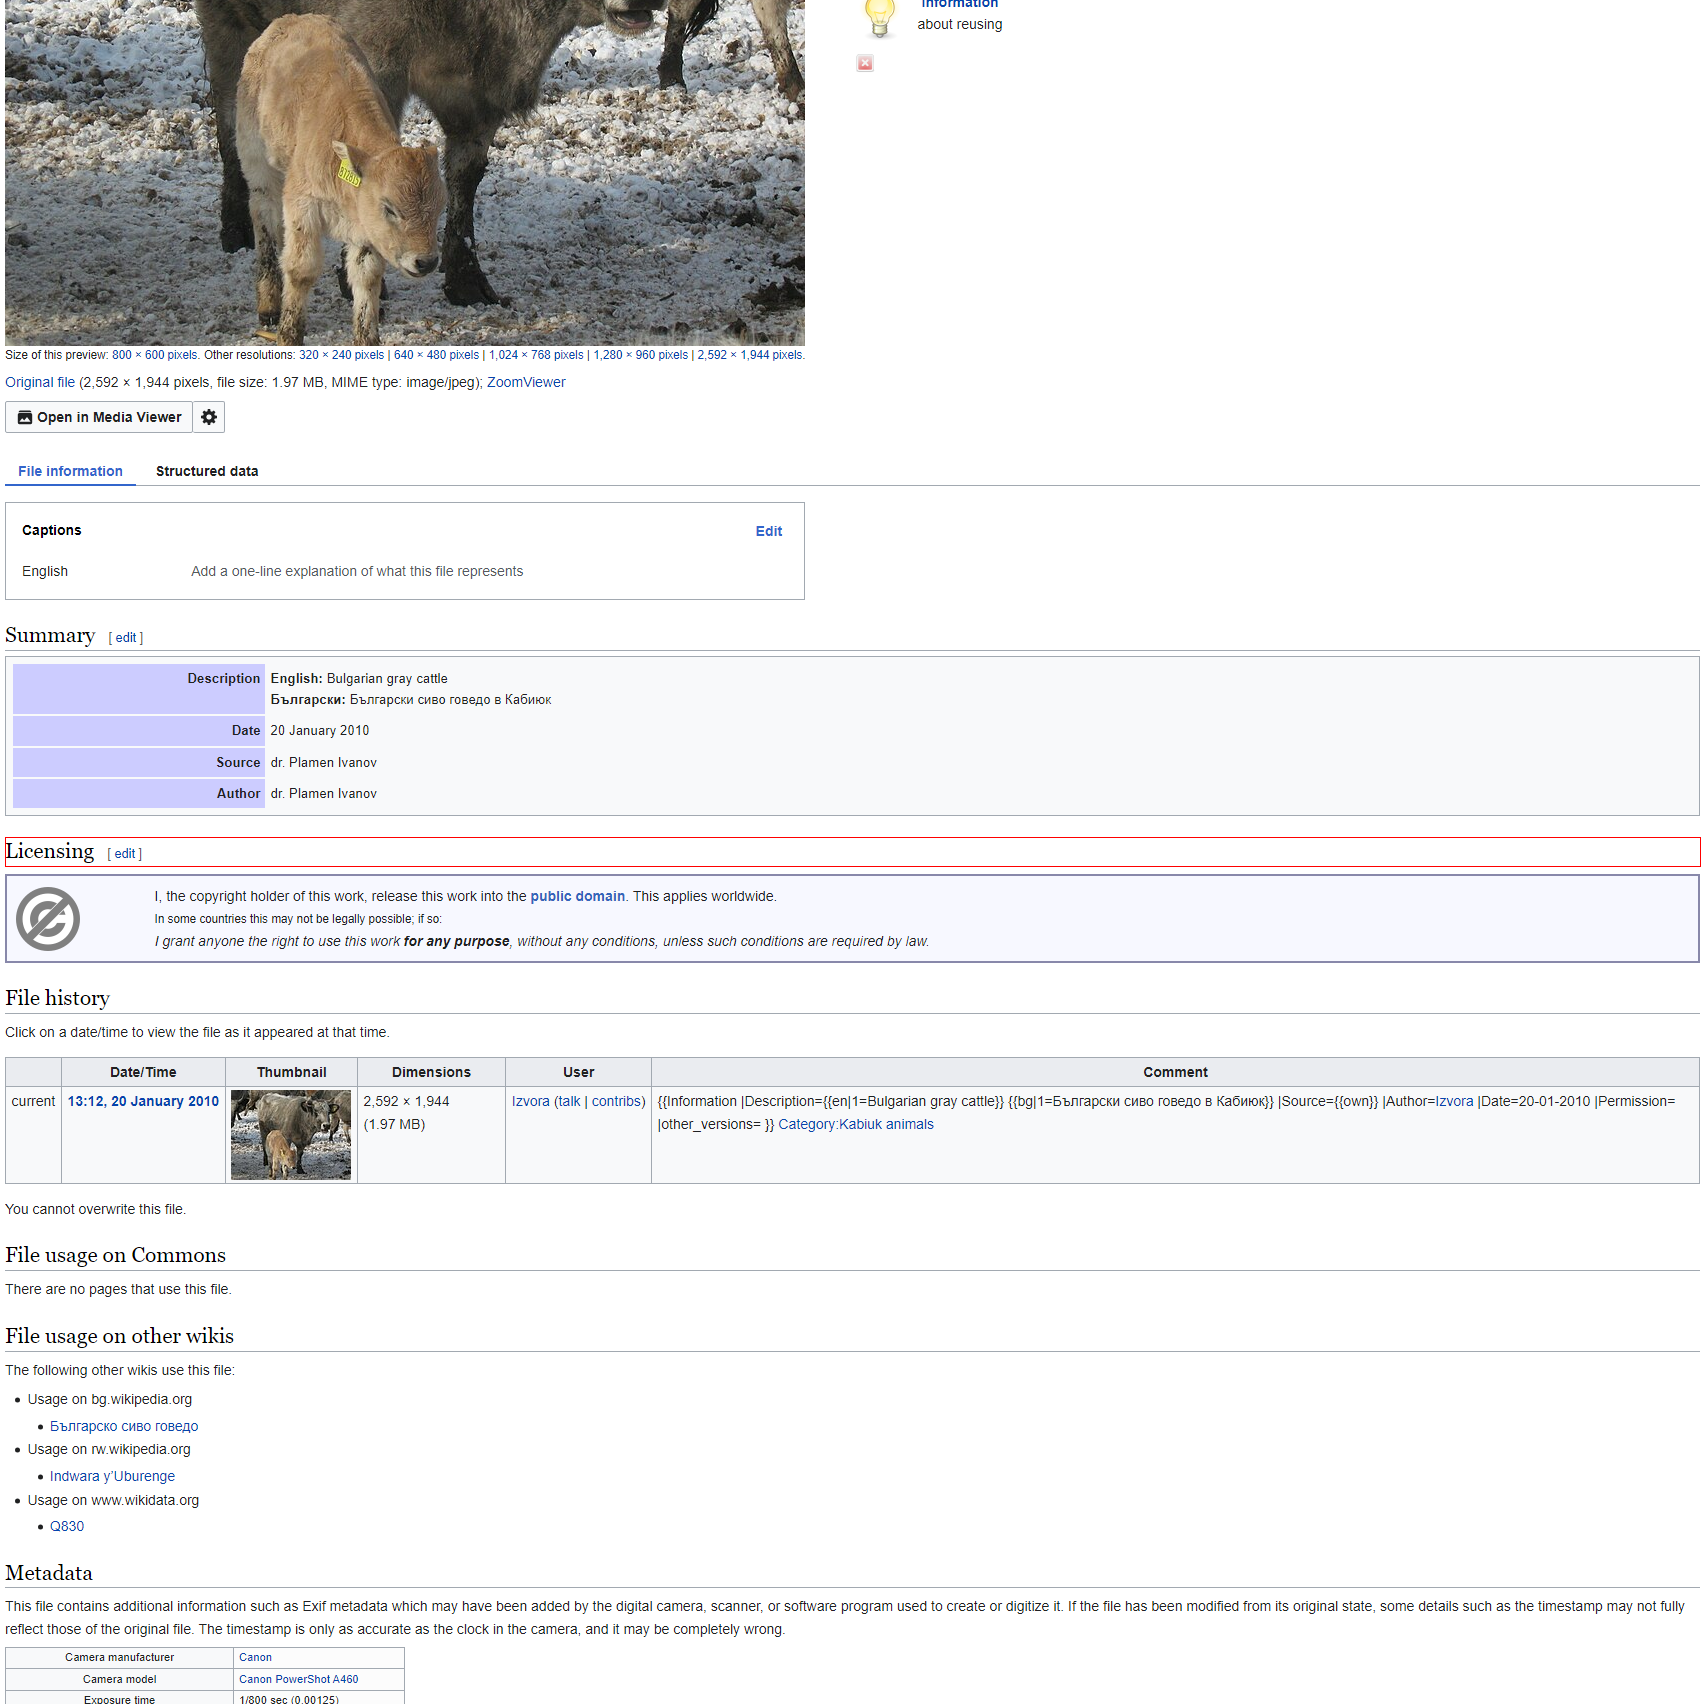 Information
about reusing
Size of this preview: 800 × 600 pixels. Other resolutions: 320 × 240 pixels | 640 × 480 pixels | 1,024 × 768 pixels | 1,280 × 960 pixels | 2,592 × 1,944 pixels.
Original file (2,592 × 1,944 pixels, file size: 1.97 MB, MIME type: image/jpeg); ZoomViewer
Open in Media Viewer
File information Structured data
Captions Edit
English Add a one-line explanation of what this file represents
Summary [ edit ]
Description English: Bulgarian gray cattle
Български: Български сиво говедо в Кабиюк
Date 20 January 2010
Source dr. Plamen Ivanov
Author dr. Plamen Ivanov
Licensing [ edit ]
I, the copyright holder of this work, release this work into the public domain. This applies worldwide.
In some countries this may not be legally possible; if so:
I grant anyone the right to use this work for any purpose, without any conditions, unless such conditions are required by law.
File history
Click on a date/time to view the file as it appeared at that time.
Date/Time Thumbnail Dimensions User Comment
current 13:12, 20 January 2010 2,592 × 1,944 Izvora (talk | contribs) {{Information |Description={{en|1=Bulgarian gray cattle}} {{bg|1=Български сиво говедо в Кабиюк}} |Source={{own}} |Author=Izvora |Date=20-01-2010 |Permission=
(1.97 MB) |other_versions= }} Category:Kabiuk animals
You cannot overwrite this file.
File usage on Commons
There are no pages that use this file.
File usage on other wikis
The following other wikis use this file:
Usage on bg.wikipedia.org
Българско сиво говедо
Usage on rw.wikipedia.org
Indwara y'Uburenge
Usage on www.wikidata.org
Q830
Metadata
This file contains additional information such as Exif metadata which may have been added by the digital camera, scanner, or software program used to create or digitize it. If the file has been modified from its original state, some details such as the timestamp may not fully
reflect those of the original file. The timestamp is only as accurate as the clock in the camera, and it may be completely wrong.
Camera manufacturer Canon
Camera model Canon PowerShot A460
Exposure time 1/800 sec (0.00125)